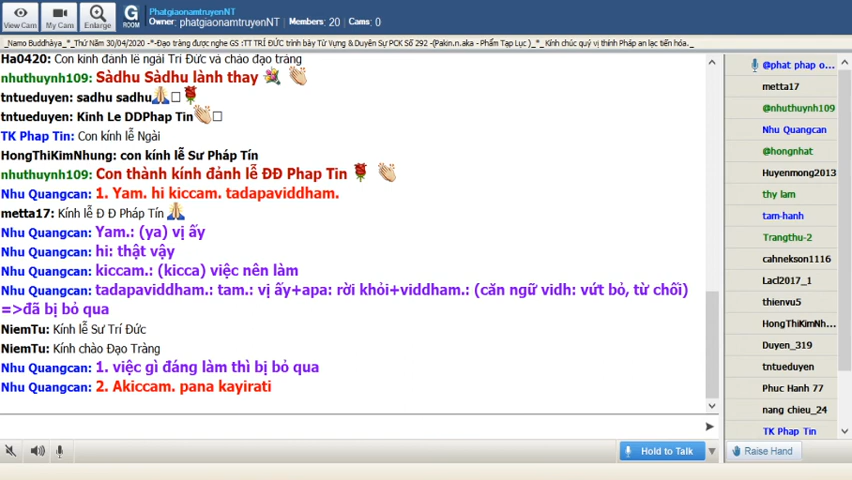 View Cam
My Cam
Enlarge
G
ROOM
PhatgiaonamtruyenNT
Owner: phatgiaonamtruyenNT | Members: 20 | Cams: 0
_Namo Buddhàya_*_Thứ Năm 30/04/2020 -*-Đạo tràng được nghe GS :TT TRÍ ĐỨC trình bày Từ Vựng & Duyên Sự PCK Số 292 -(Pakin.n.aka - Phẩm Tạp Lục )_*_ Kính chúc quý vị thính Pháp an lạc tiến hóa._
Ha0420: Con kính đảnh lễ ngài Trí Đức và chào đạo tràng
nhuthuynh109: Sàdhu Sàdhu lành thay
tntueduyen: sadhu sadhu
tntueduyen: Kinh Le DDPhap Tin
TK Phap Tin: Con kính lễ Ngài
HongThiKimNhung: con kính lễ Sư Pháp Tín
nhuthuynh109: Con thành kính đảnh lễ ĐĐ Phap Tin
Nhu Quangcan: 1. Yam. hi kiccam. tadapaviddham.
metta17: Kính lễ Đ Đ Pháp Tín
Nhu Quangcan: Yam.: (ya) vị ấy
Nhu Quangcan: hi: thật vậy
Nhu Quangcan: kiccam.: (kicca) việc nên làm
Nhu Quangcan: tadapaviddham.: tam.: vị ấy+apa: rời khỏi+viddham.: (căn ngữ vidh: vứt bỏ, từ chối)
=>đã bị bỏ qua
NiemTu: Kính lễ Sư Trí Đức
NiemTu: Kính chào Đạo Tràng
Nhu Quangcan: 1. việc gì đáng làm thì bị bỏ qua
Nhu Quangcan: 2. Akiccam. pana kayirati
Hold to Talk
@phat phap o...
metta17
@nhuthuynh109
Nhu Quangcan
@hongnhat
Huyenmong2013
thy lam
tam-hanh
Trangthu-2
cahnekson1116
Lacl2017_1
thienvu5
HongThiKimNh...
Duyen_319
tntueduyen
Phuc Hanh 77
nang chieu_24
TK Phap Tin
Raise Hand